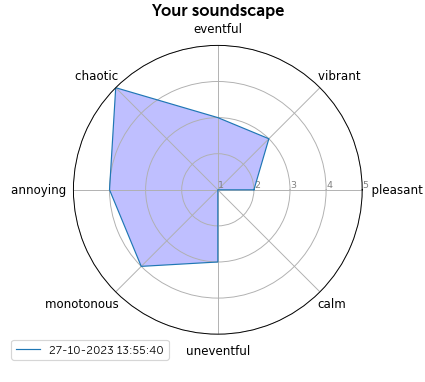 Your soundscape
eventful
chaotic
vibrant
annoying
1
2
3
4
5
pleasant
monotonous
calm
uneventful
27-10-2023 13:55:40